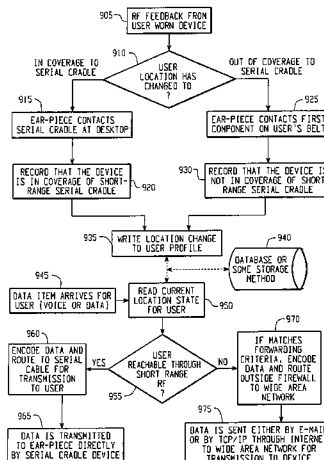 905
RF FEEDBACK FROM
USER WORN DEVICE
IN COVERAGE TO
SERIAL CRADLE
910
USER
LOCATION HAS
CHANGED TO
?
OUT OF COVERAGE TO
SERIAL CRADLE
915
EAR-PIECE CONTACTS
SERIAL CRADLE AT DESKTOP
925
EAR-PIECE CONTACTS FIRST
COMPONENT ON USER'S BELT
RECORD THAT THE DEVICE
IS IN COVERAGE OF SHORT-
RANGE SERIAL CRADLE
920
930
RECORD THAT THE DEVICE IS
NOT IN COVERAGE OF SHORT
RANGE SERIAL CRADLE
935
WRITE LOCATION CHANGE
TO USER PROFILE
940
DATABASE OR
SOME STORAGE
METHOD
945
DATA ITEM ARRIVES FOR
USER (VOICE OR DATA)
READ CURRENT
LOCATION STATE
FOR USER
950
960
ENCODE DATA AND
ROUTE TO SERIAL
CABLE FOR
TRANSMISSION
TO USER
YES
USER
REACHABLE THROUGH
SHORT RANGE
RF
?
955
NO
970
IF MATCHES
FORWARDING
CRITERIA, ENCODE
DATA AND ROUTE
OUTSIDE FIREWALL
TO WIDE AREA
NETWORK
965
DATA IS TRANSMITTED
TO EAR-PIECE DIRECTLY
BY SERIAL CRADLE DEVICE
975
DATA IS SENT EITHER BY E-MAIL
OR BY TCP/IP THROUGH INTERNE
TO WIDE AREA NETWORK FOR
TRANSMISSION TO DEVICE